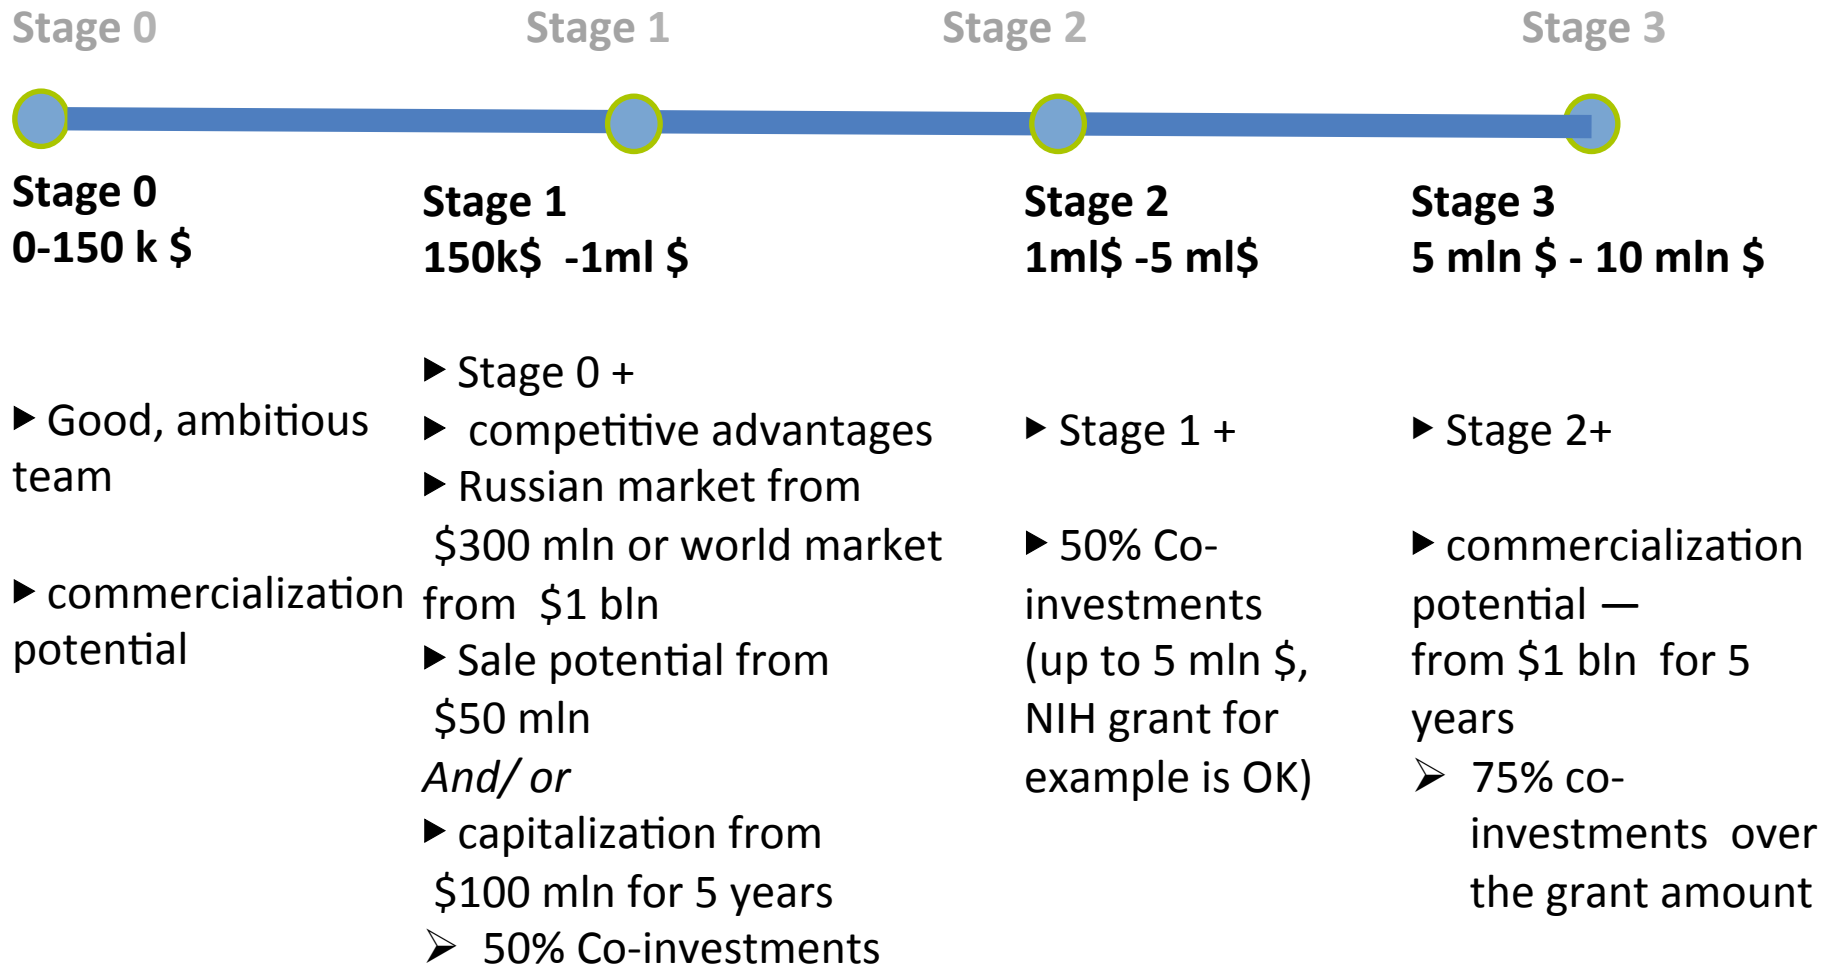 Stage 0
Stage 1
Stage 2
Stage 3
Stage 0
0-150 k $
▶ Good, ambitious
team
▶ commercialization
potential
Stage 1
150k$ -1ml $
▶ Stage 0 +
▶ competitive advantages
▶ Russian market from
$300 mln or world market
from $1 bln
▶ Sale potential from
$50 mln
And/ or
▶ capitalization from
$100 mln for 5 years
➢ 50% Co-investments
Stage 2
1ml$ -5 ml$
▶ Stage 1 +
▶ 50% Co-
investments
(up to 5 mln $,
NIH grant for
example is OK)
Stage 3
5 mln $ - 10 mln $
▶ Stage 2+
▶ commercialization
potential —
from $1 bln for 5
years
➢ 75% co-
investments over
the grant amount